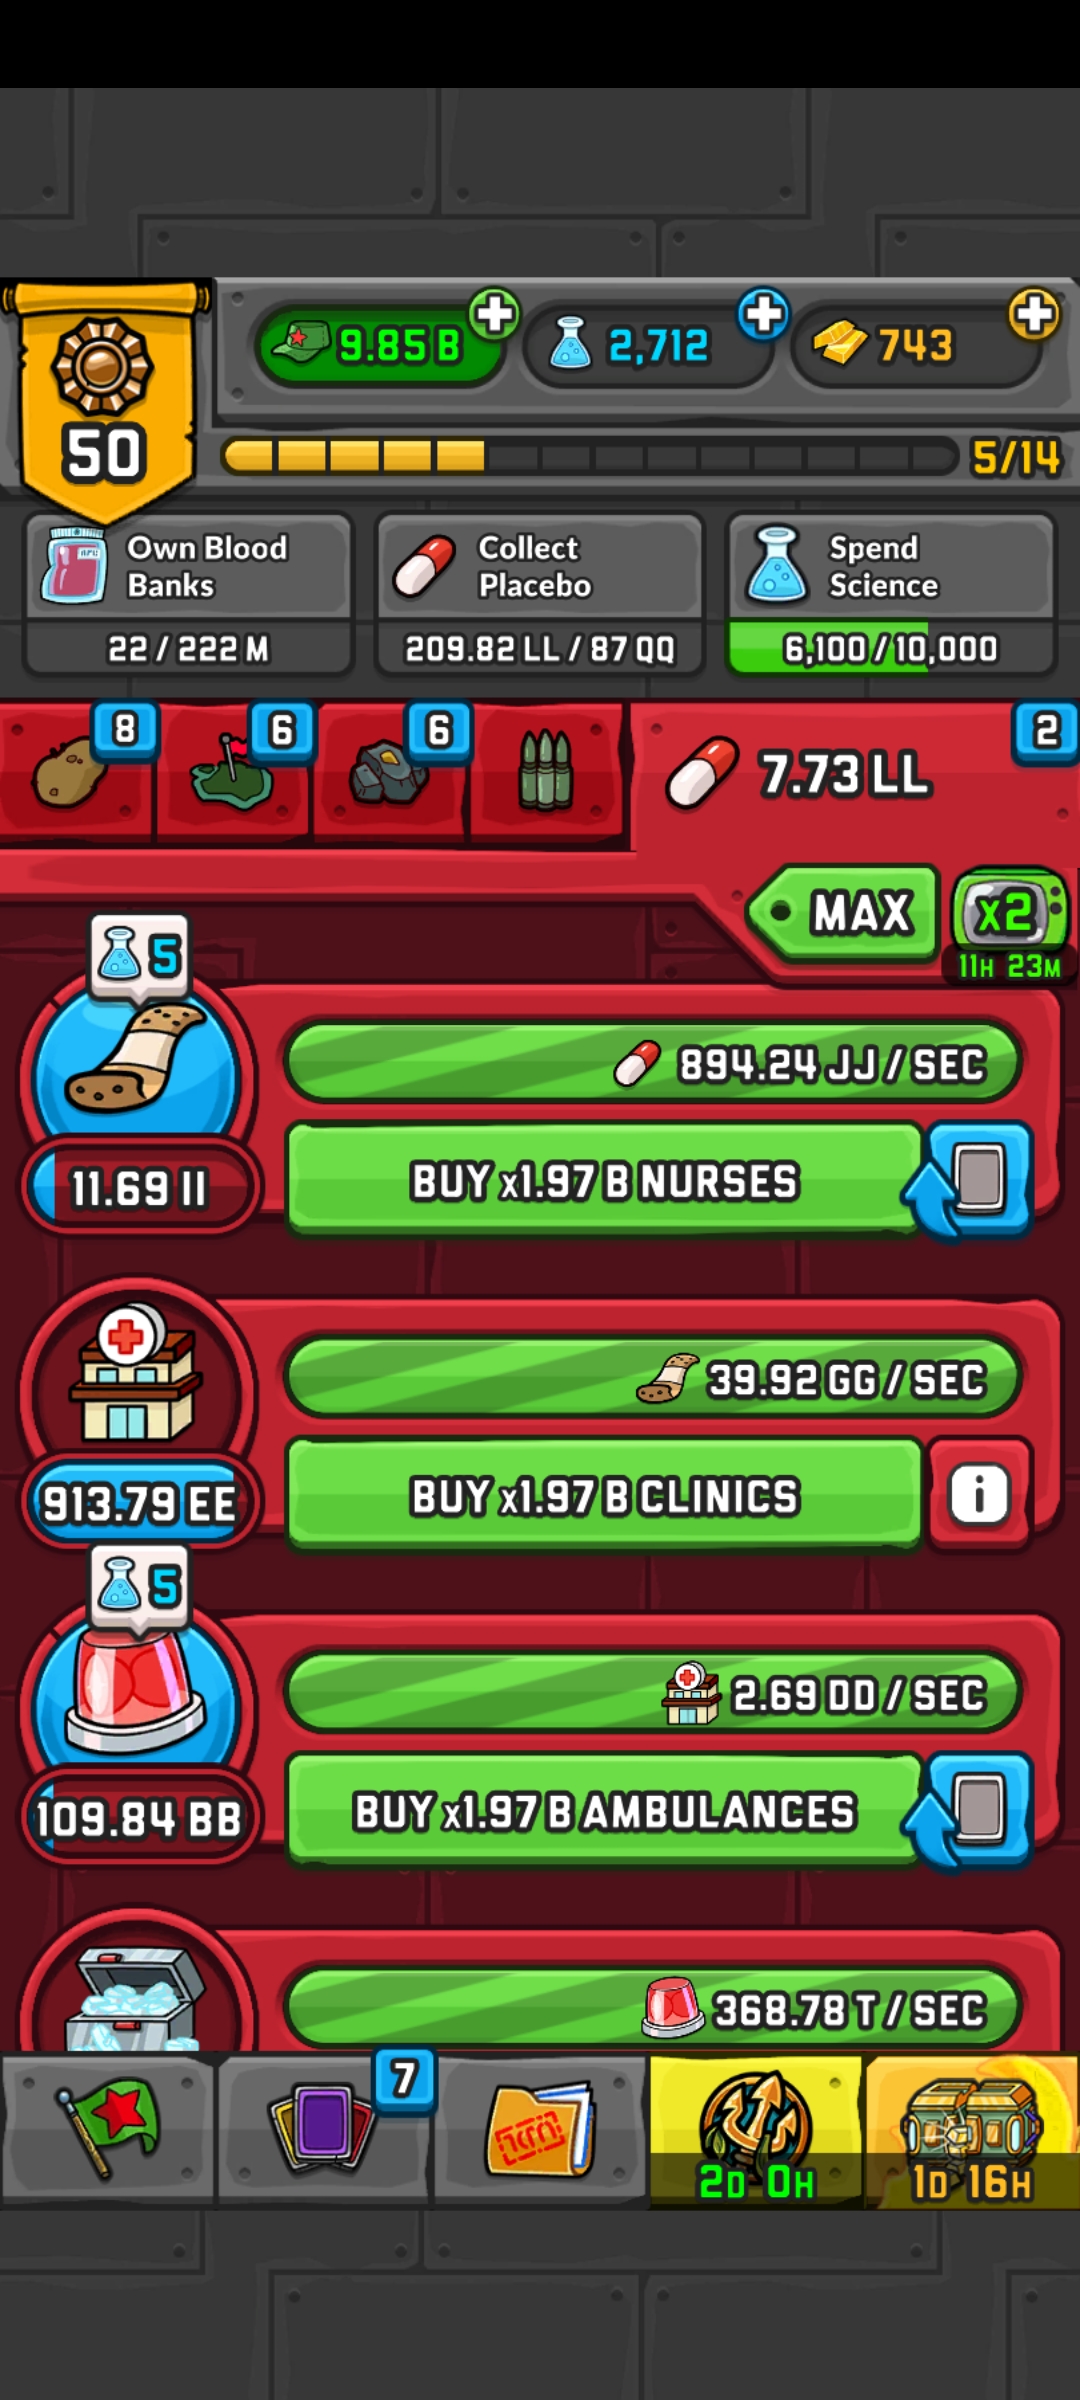 9.85 B
2,712
743
50
5/14
Own Blood
Banks
22 / 222 M
Collect
Placebo
209.82 LL / 87 QQ
Spend
Science
6,100 / 10,000
8
6
6
7.73 LL
2
MAX
x2
11H 23M
5
894.24 JJ / SEC
11.69 II
BUY x1.97 B NURSES
39.92 GG / SEC
913.79 EE
BUY x1.97 B CLINICS
i
5
2.69 DD / SEC
109.84 BB
BUY x1.97 B AMBULANCES
368.78 T / SEC
7
2D 0H
1D 16H